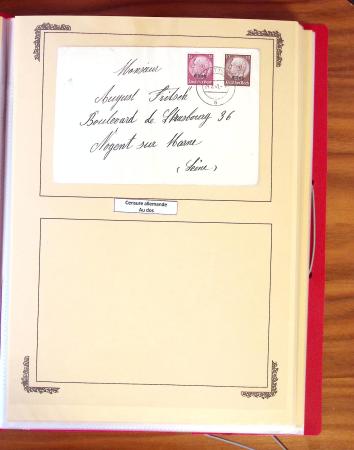 Monsieur
August Fritsch
Boulevard de Strasbourg 36
Nogent sur Marne
(Seine)
Censure allemande
Au dos